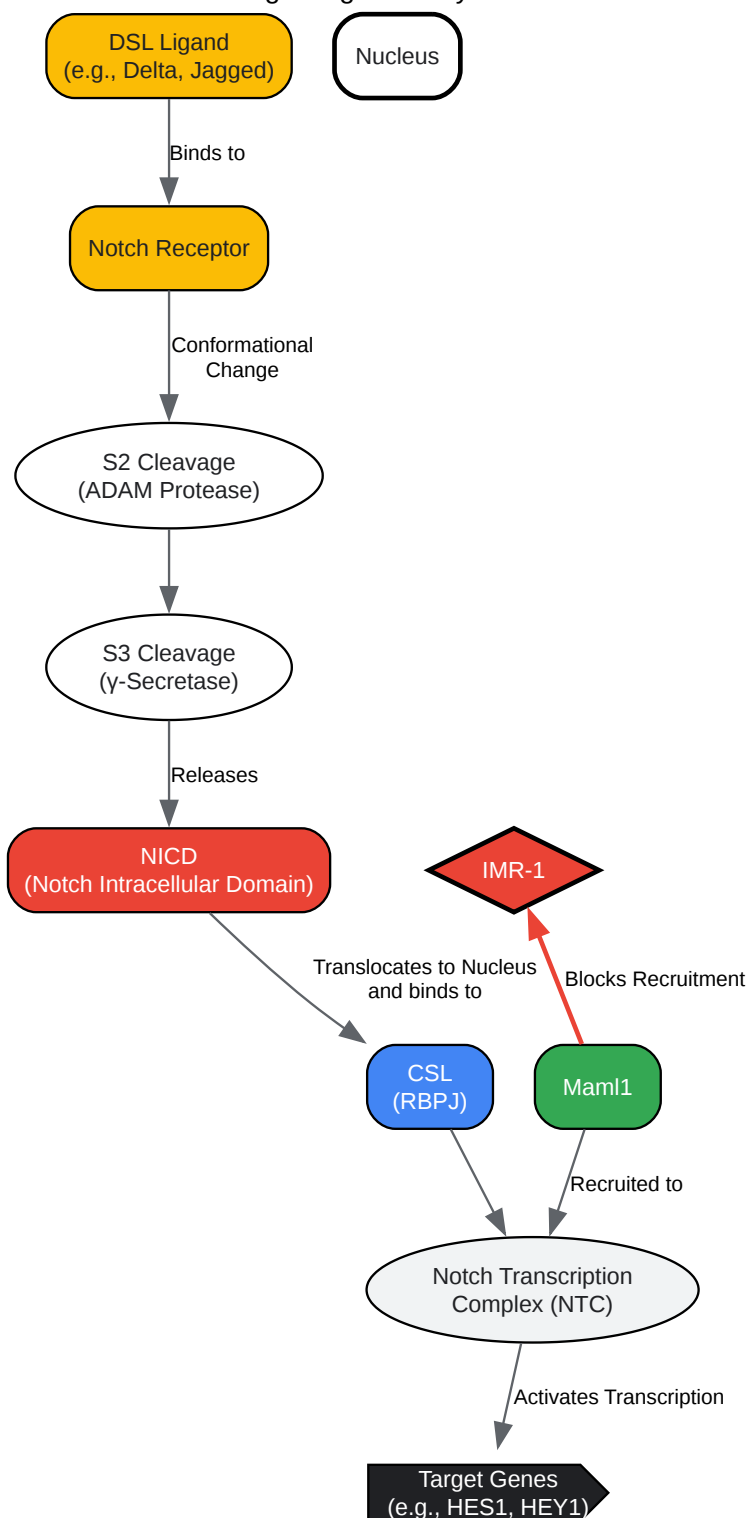 DSL Ligand
(e.g., Delta, Jagged)
Nucleus
Binds to
Notch Receptor
Conformational
Change
S2 Cleavage
(ADAM Protease)
S3 Cleavage
(γ-Secretase)
Releases
NICD
(Notch Intracellular Domain)
IMR-1
Translocates to Nucleus
and binds to
Blocks Recruitment
CSL
(RBPJ)
Maml1
Recruited to
Notch Transcription
Complex (NTC)
Activates Transcription
Target Genes
(e.g., HES1, HEY1)